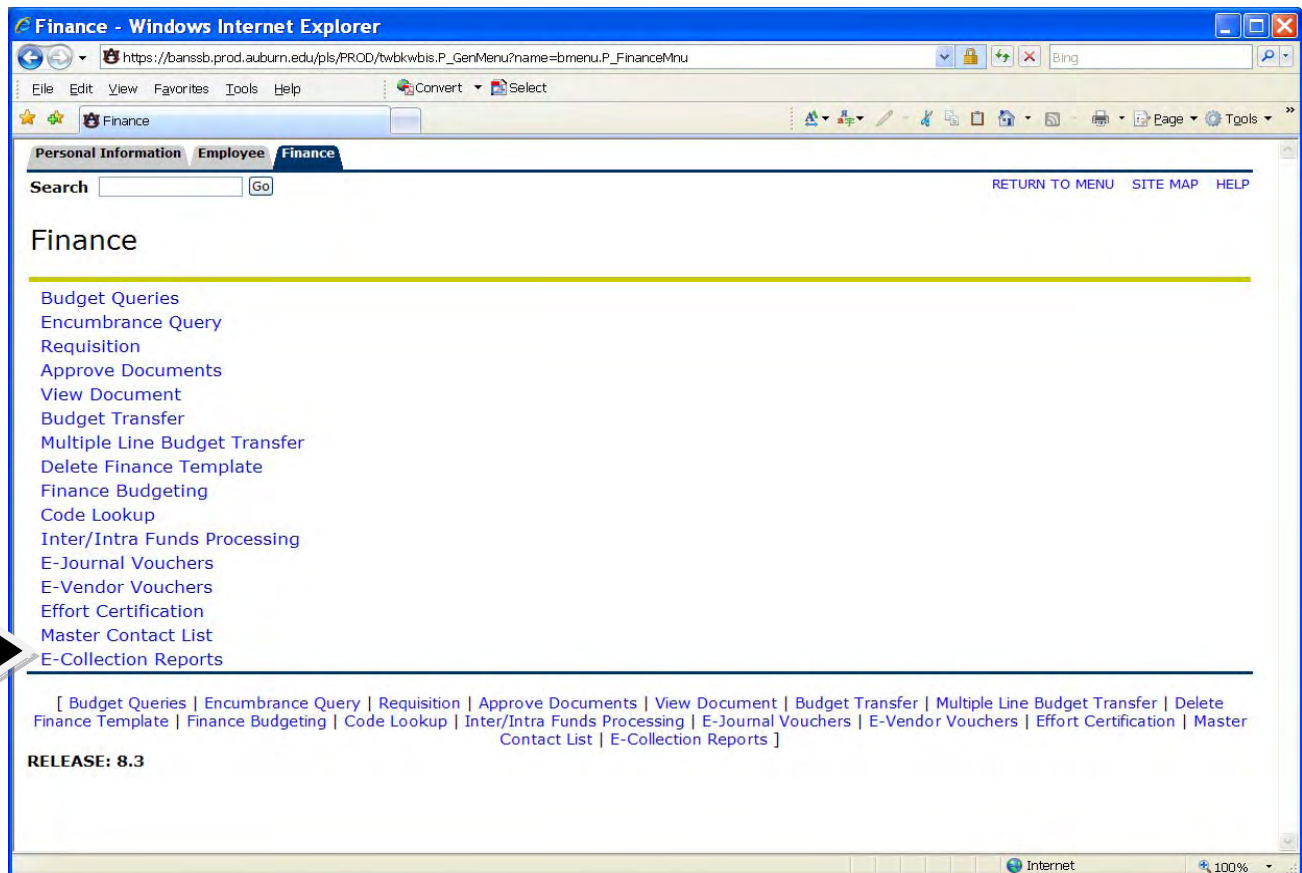 Finance - Windows Internet Explorer
https://banssb.prod.auburn.edu/pls/PROD/twbkwbis.P_GenMenu?name=bmenu.P_FinanceMnu
Bing
File Edit View Favorites Tools Help
Convert Select
Finance
Page Tools
Personal Information Employee Finance
Search Go
RETURN TO MENU SITE MAP HELP
Finance
Budget Queries
Encumbrance Query
Requisition
Approve Documents
View Document
Budget Transfer
Multiple Line Budget Transfer
Delete Finance Template
Finance Budgeting
Code Lookup
Inter/Intra Funds Processing
E-Journal Vouchers
E-Vendor Vouchers
Effort Certification
Master Contact List
E-Collection Reports
[ Budget Queries | Encumbrance Query | Requisition | Approve Documents | View Document | Budget Transfer | Multiple Line Budget Transfer | Delete
Finance Template | Finance Budgeting | Code Lookup | Inter/Intra Funds Processing | E-Journal Vouchers | E-Vendor Vouchers | Effort Certification | Master
Contact List | E-Collection Reports ]
RELEASE: 8.3
Internet
100%